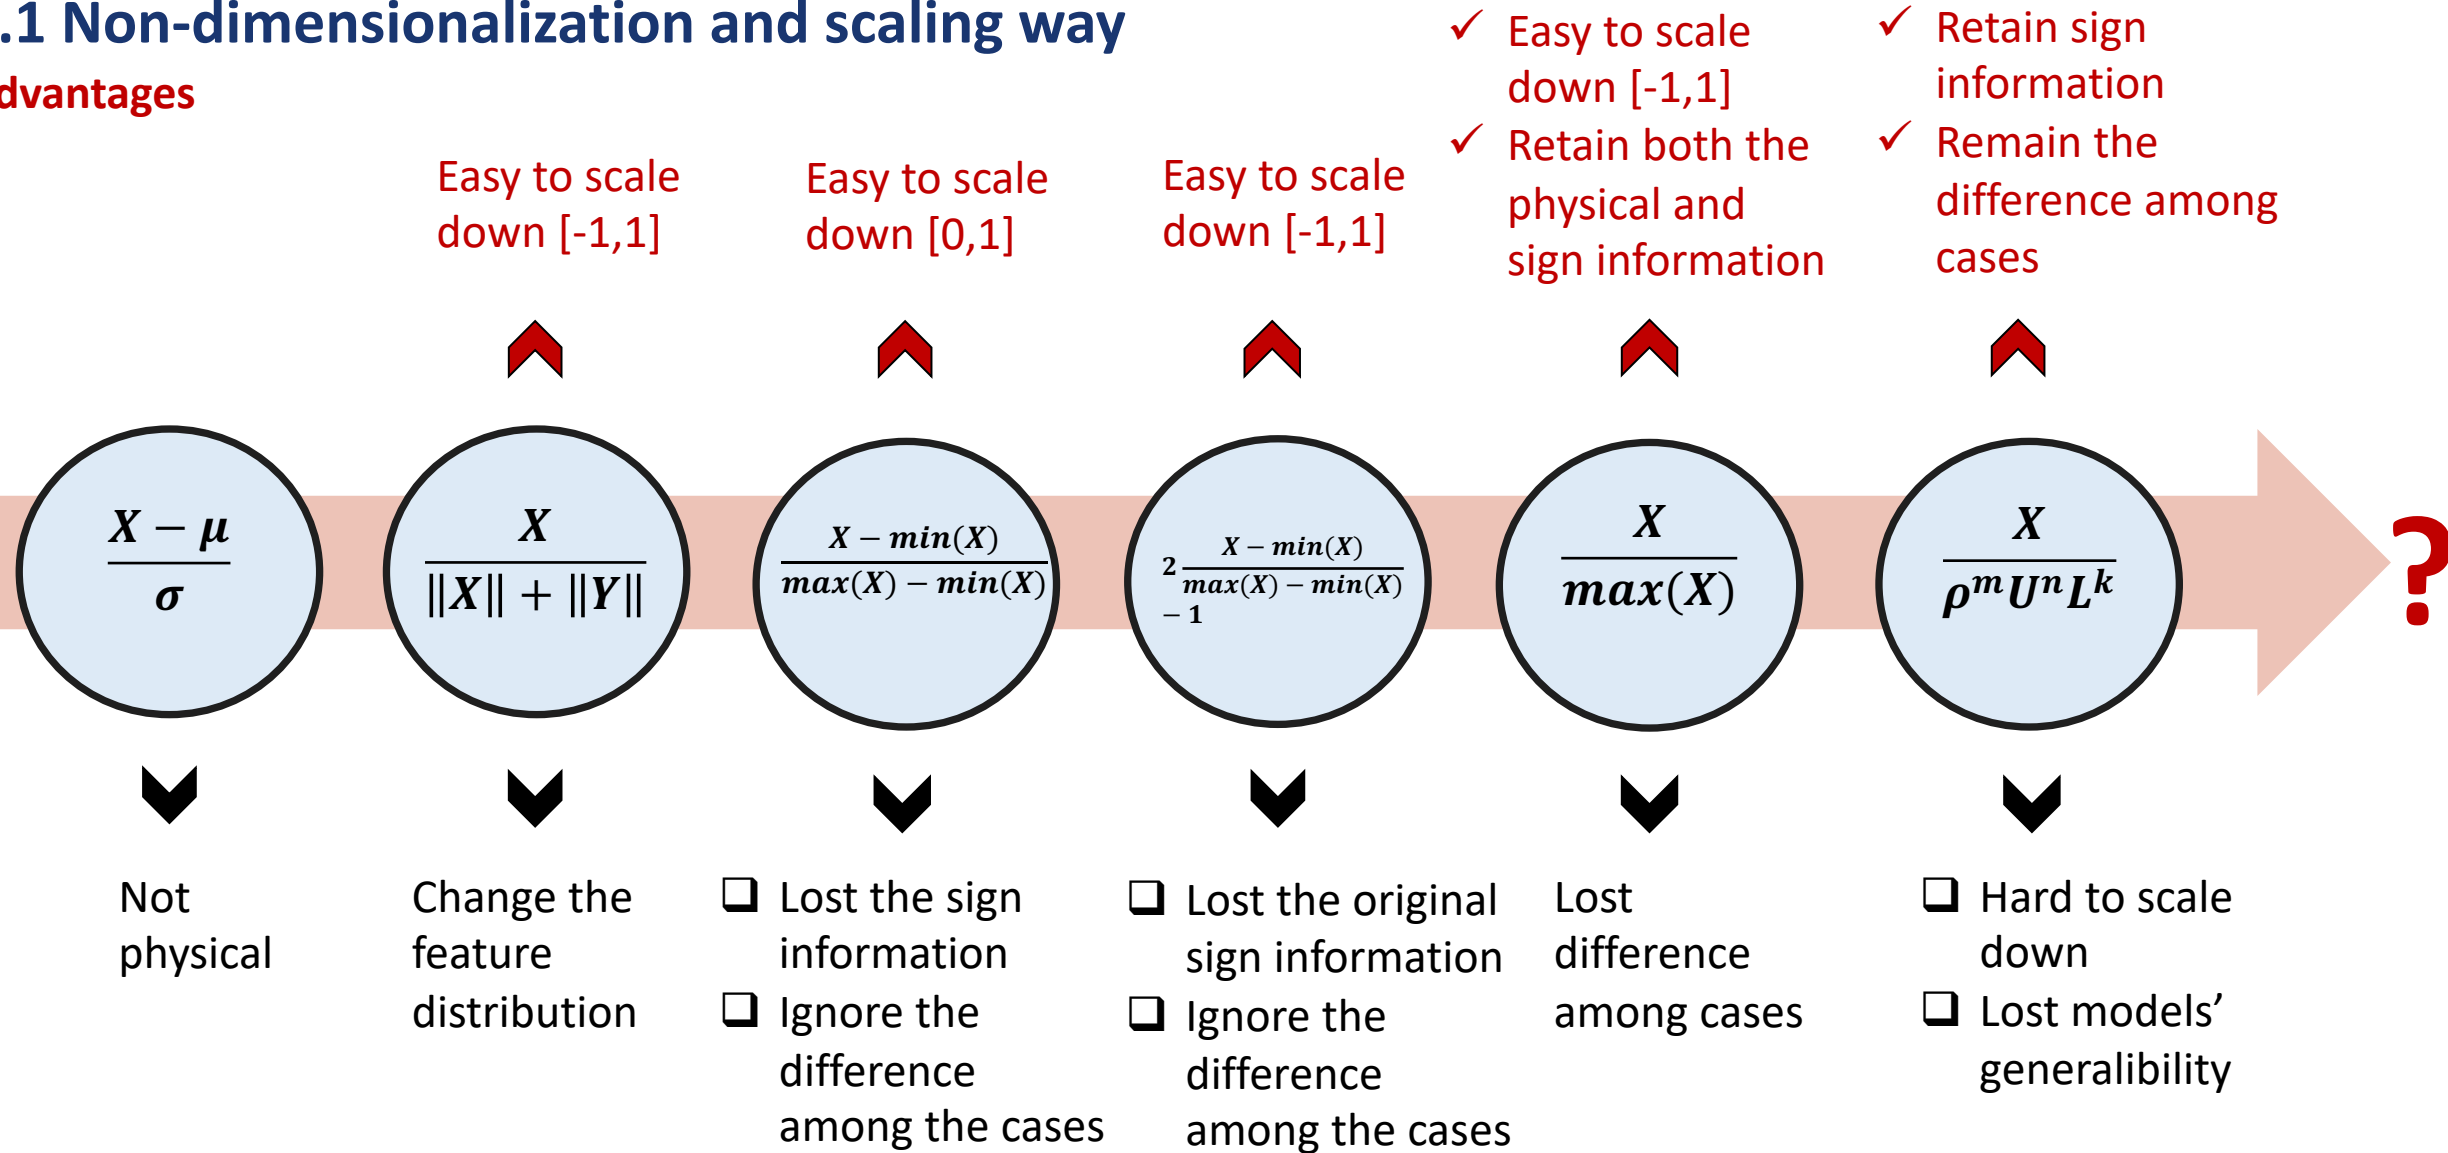 .1 Non-dimensionalization and scaling way
dvantages
Easy to scale
down [-1,1]
Easy to scale
down [0,1]
Easy to scale
down [-1,1]
✓ Easy to scale
down [-1,1]
✓ Retain both the
physical and
sign information
✓ Retain sign
information
✓ Remain the
difference among
cases
X − μ
σ
X
‖X‖ + ‖Y‖
X − min(X)
max(X) − min(X)
2 X − min(X)
max(X) − min(X)
− 1
X
max(X)
X
ρᵐUⁿLᵏ
?
Not
physical
Change the
feature
distribution
❑ Lost the sign
information
❑ Ignore the
difference
among the cases
❑ Lost the original
sign information
❑ Ignore the
difference
among the cases
Lost
difference
among cases
❑ Hard to scale
down
❑ Lost models’
generalibility